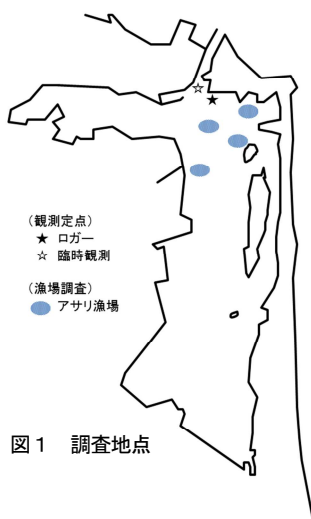 (観測定点)
★ ロガー
☆ 臨時観測
(漁場調査)
アサリ漁場
図1 調査地点